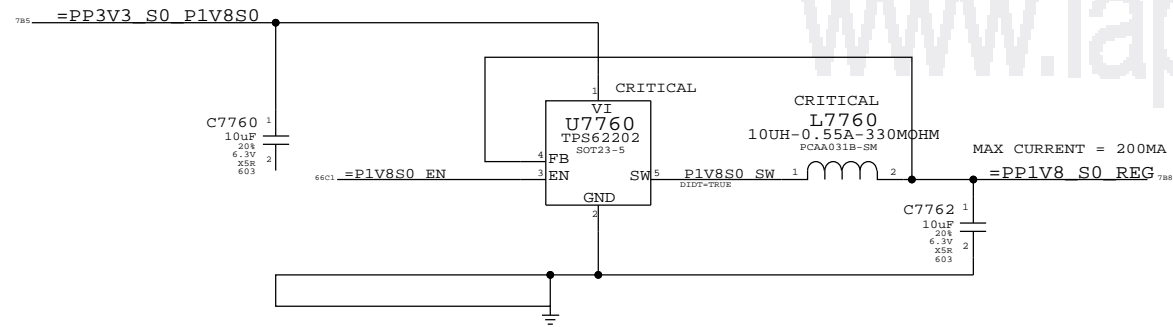 www.lap
7B5 =PP3V3_S0_P1V8S0
CRITICAL
1
VI
U7760
TPS62202
SOT23-5
4 FB
3 EN
SW 5
GND
2
C7760 1
10uF
20%
6.3V 2
X5R
603
66C1 =P1V8S0_EN
P1V8S0_SW
DIDT=TRUE
CRITICAL
L7760
10UH-0.55A-330MOHM
PCAA031B-SM
1 2
MAX CURRENT = 200MA
=PP1V8_S0_REG 7B8
C7762 1
10uF
20%
6.3V 2
X5R
603